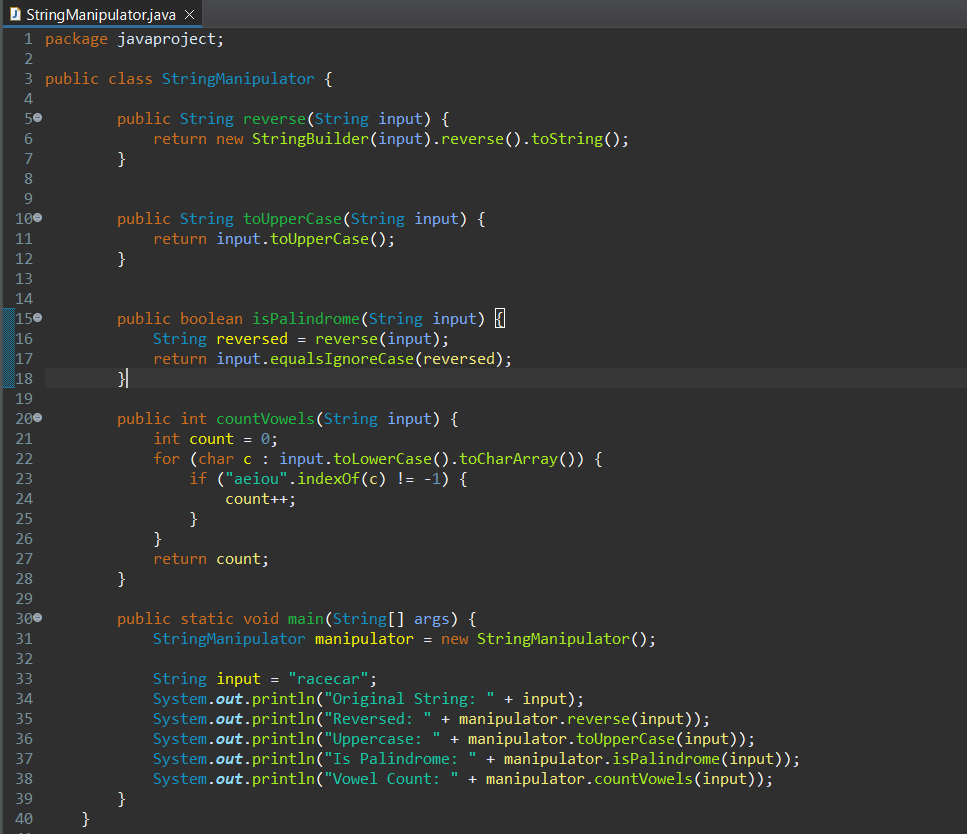 StringManipulator.java
1 package javaproject;
2
3 public class StringManipulator {
4
5 public String reverse(String input) {
6 return new StringBuilder(input).reverse().toString();
7 }
8
9
10 public String toUpperCase(String input) {
11 return input.toUpperCase();
12 }
13
14
15 public boolean isPalindrome(String input) {
16 String reversed = reverse(input);
17 return input.equalsIgnoreCase(reversed);
18 }
19
20 public int countVowels(String input) {
21 int count = 0;
22 for (char c : input.toLowerCase().toCharArray()) {
23 if ("aeiou".indexOf(c) != -1) {
24 count++;
25 }
26 }
27 return count;
28 }
29
30 public static void main(String[] args) {
31 StringManipulator manipulator = new StringManipulator();
32
33 String input = "racecar";
34 System.out.println("Original String: " + input);
35 System.out.println("Reversed: " + manipulator.reverse(input));
36 System.out.println("Uppercase: " + manipulator.toUpperCase(input));
37 System.out.println("Is Palindrome: " + manipulator.isPalindrome(input));
38 System.out.println("Vowel Count: " + manipulator.countVowels(input));
39 }
40 }